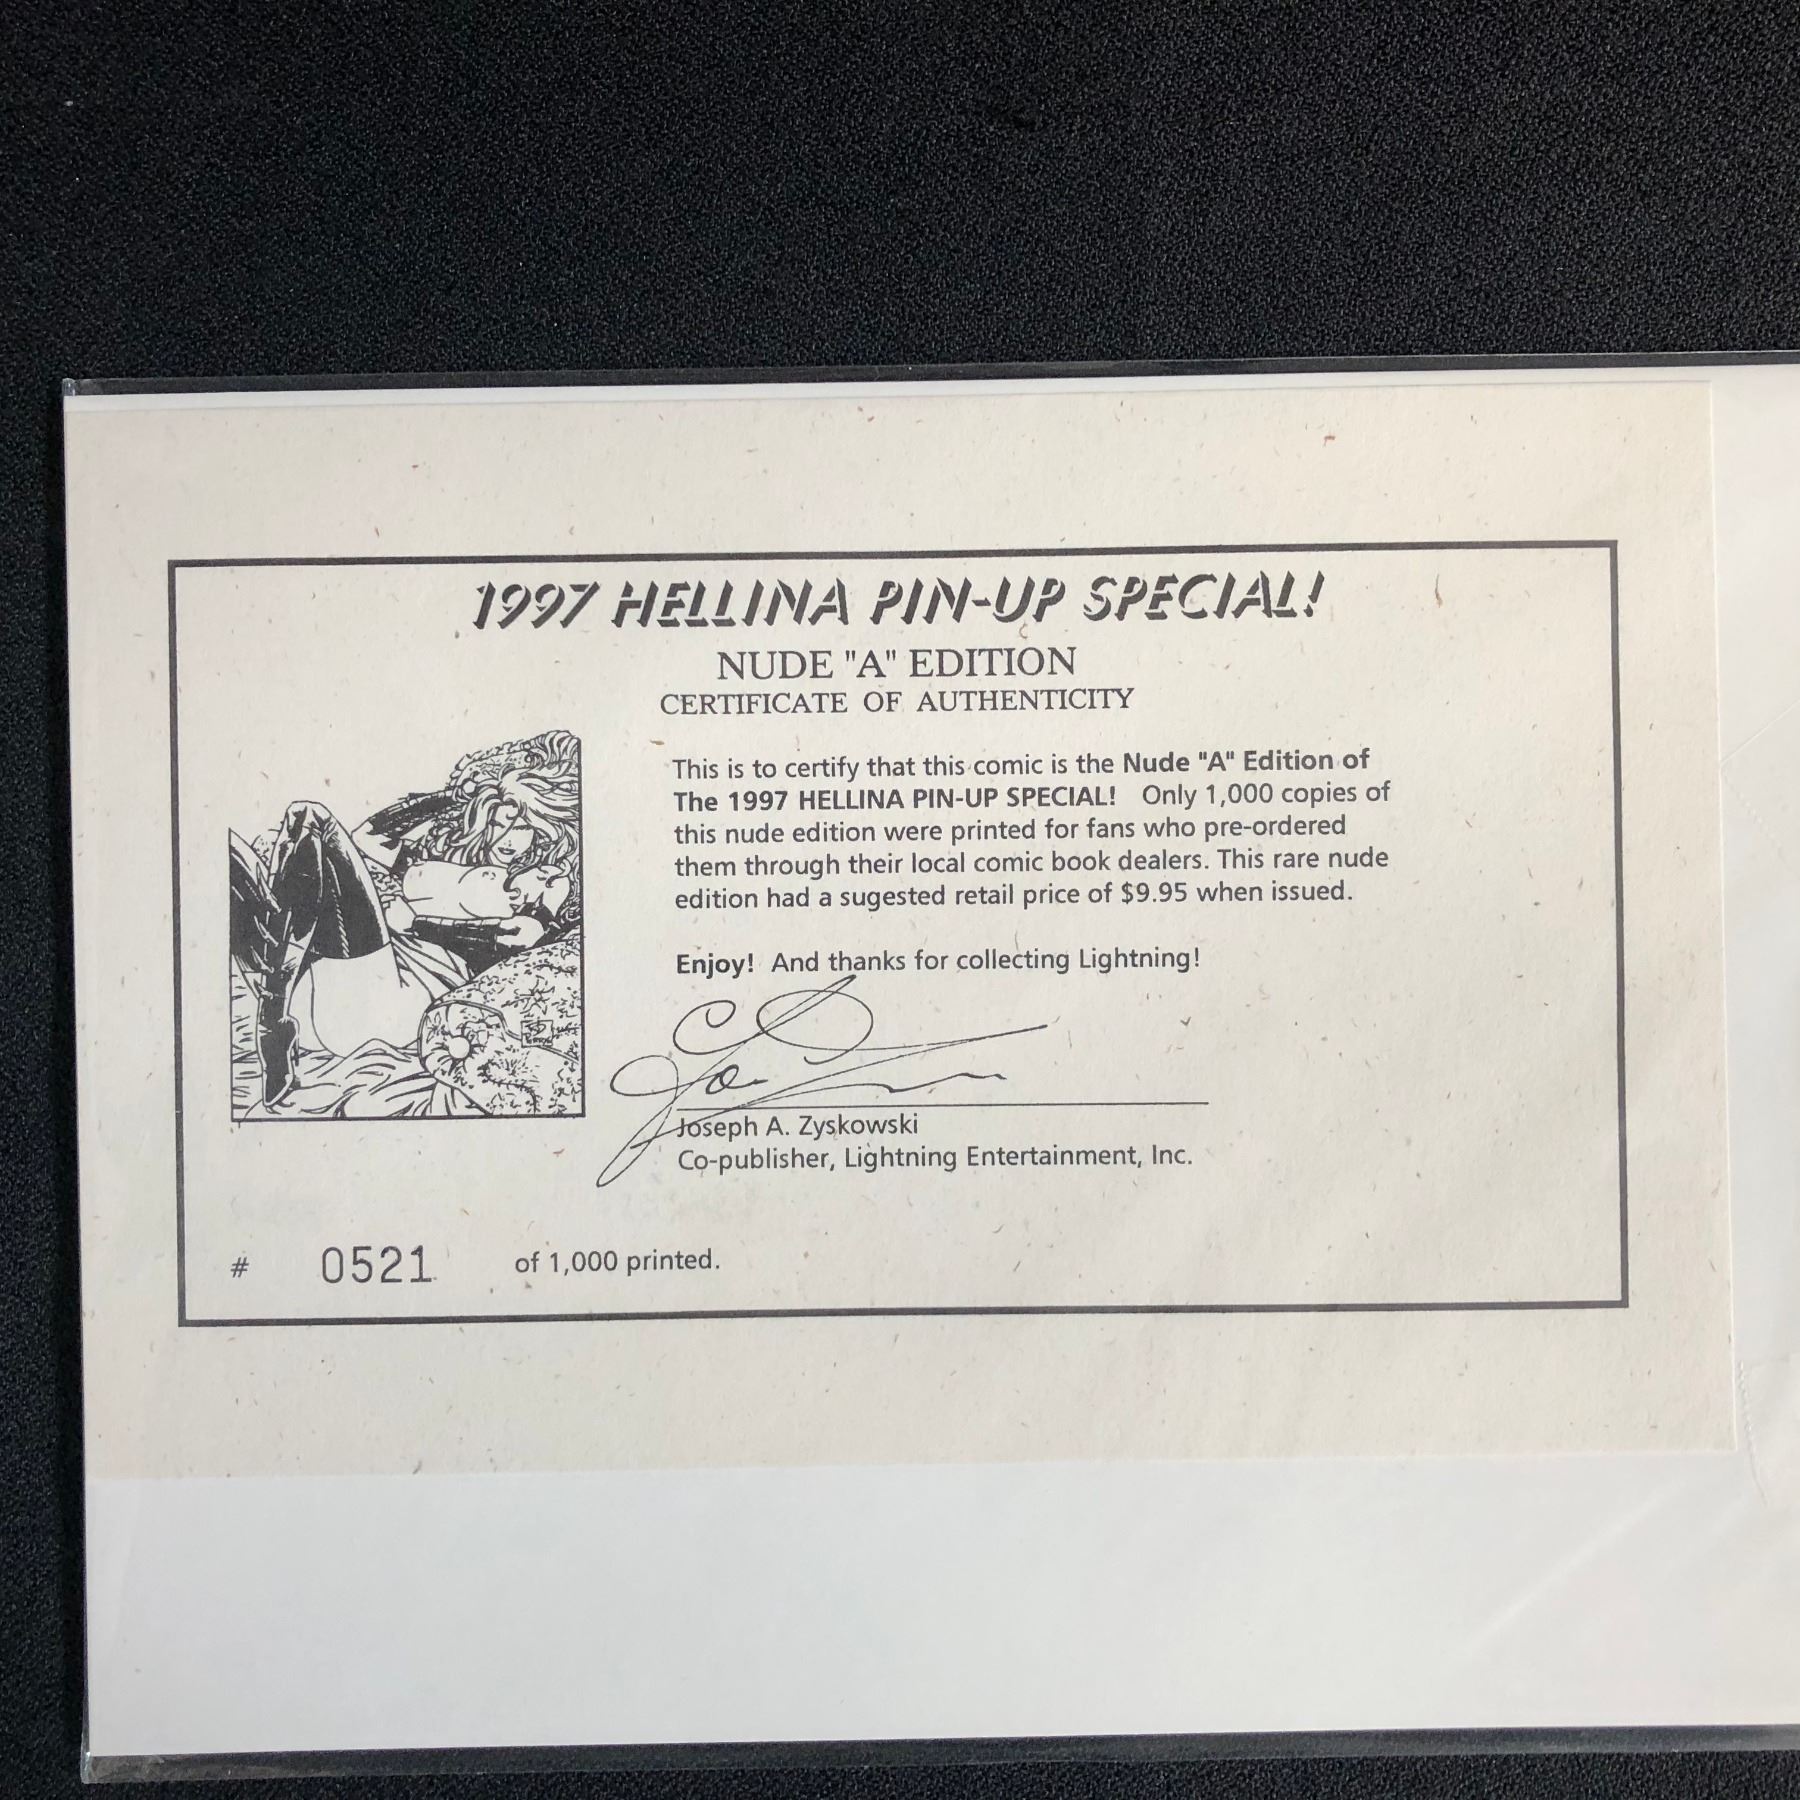 1997 HELLINA PIN-UP SPECIAL!
NUDE "A" EDITION
CERTIFICATE OF AUTHENTICITY
This is to certify that this comic is the Nude "A" Edition of
The 1997 HELLINA PIN-UP SPECIAL! Only 1,000 copies of
this nude edition were printed for fans who pre-ordered
them through their local comic book dealers. This rare nude
edition had a sugested retail price of $9.95 when issued.
Enjoy! And thanks for collecting Lightning!
Joseph A. Zyskowski
Co-publisher, Lightning Entertainment, Inc.
# 0521 of 1,000 printed.